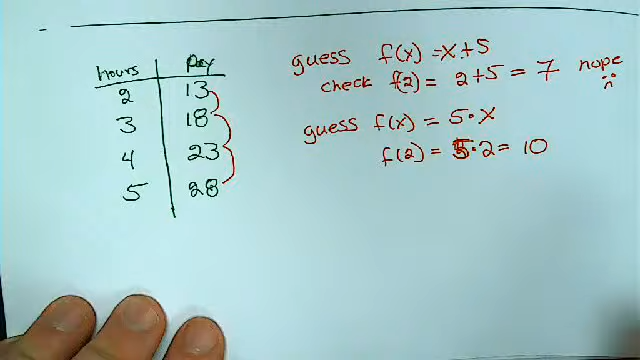 hours Pay
2 13
3 18
4 23
5 28
guess f(x) = x + 5
check f(2) = 2 + 5 = 7 nope
guess f(x) = 5 · x
f(2) = 5 · 2 = 10